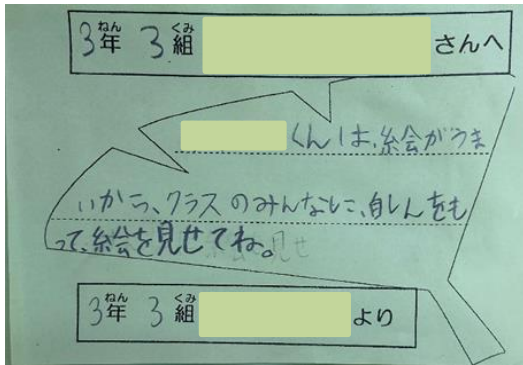 3年 3組 さんへ
くんは、絵がうま
いから、クラスのみんなに、自しんをも
って、絵を見せてね。
3年 3組 より